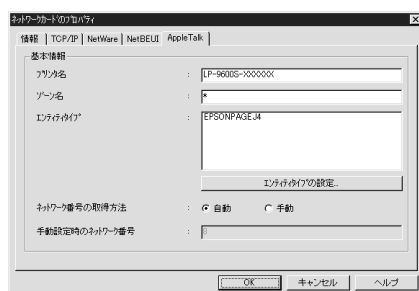 ネットワークカードのプロパティ
情報 TCP/IP NetWare NetBEUI AppleTalk
基本情報
プリンタ名 : LP-9600S-XXXXXX
ゾーン名 : *
エンティティタイプ : EPSONPAGEJ4
エンティティタイプの設定..
ネットワーク番号の取得方法 : 自動 手動
手動設定時のネットワーク番号 :
OK キャンセル ヘルプ